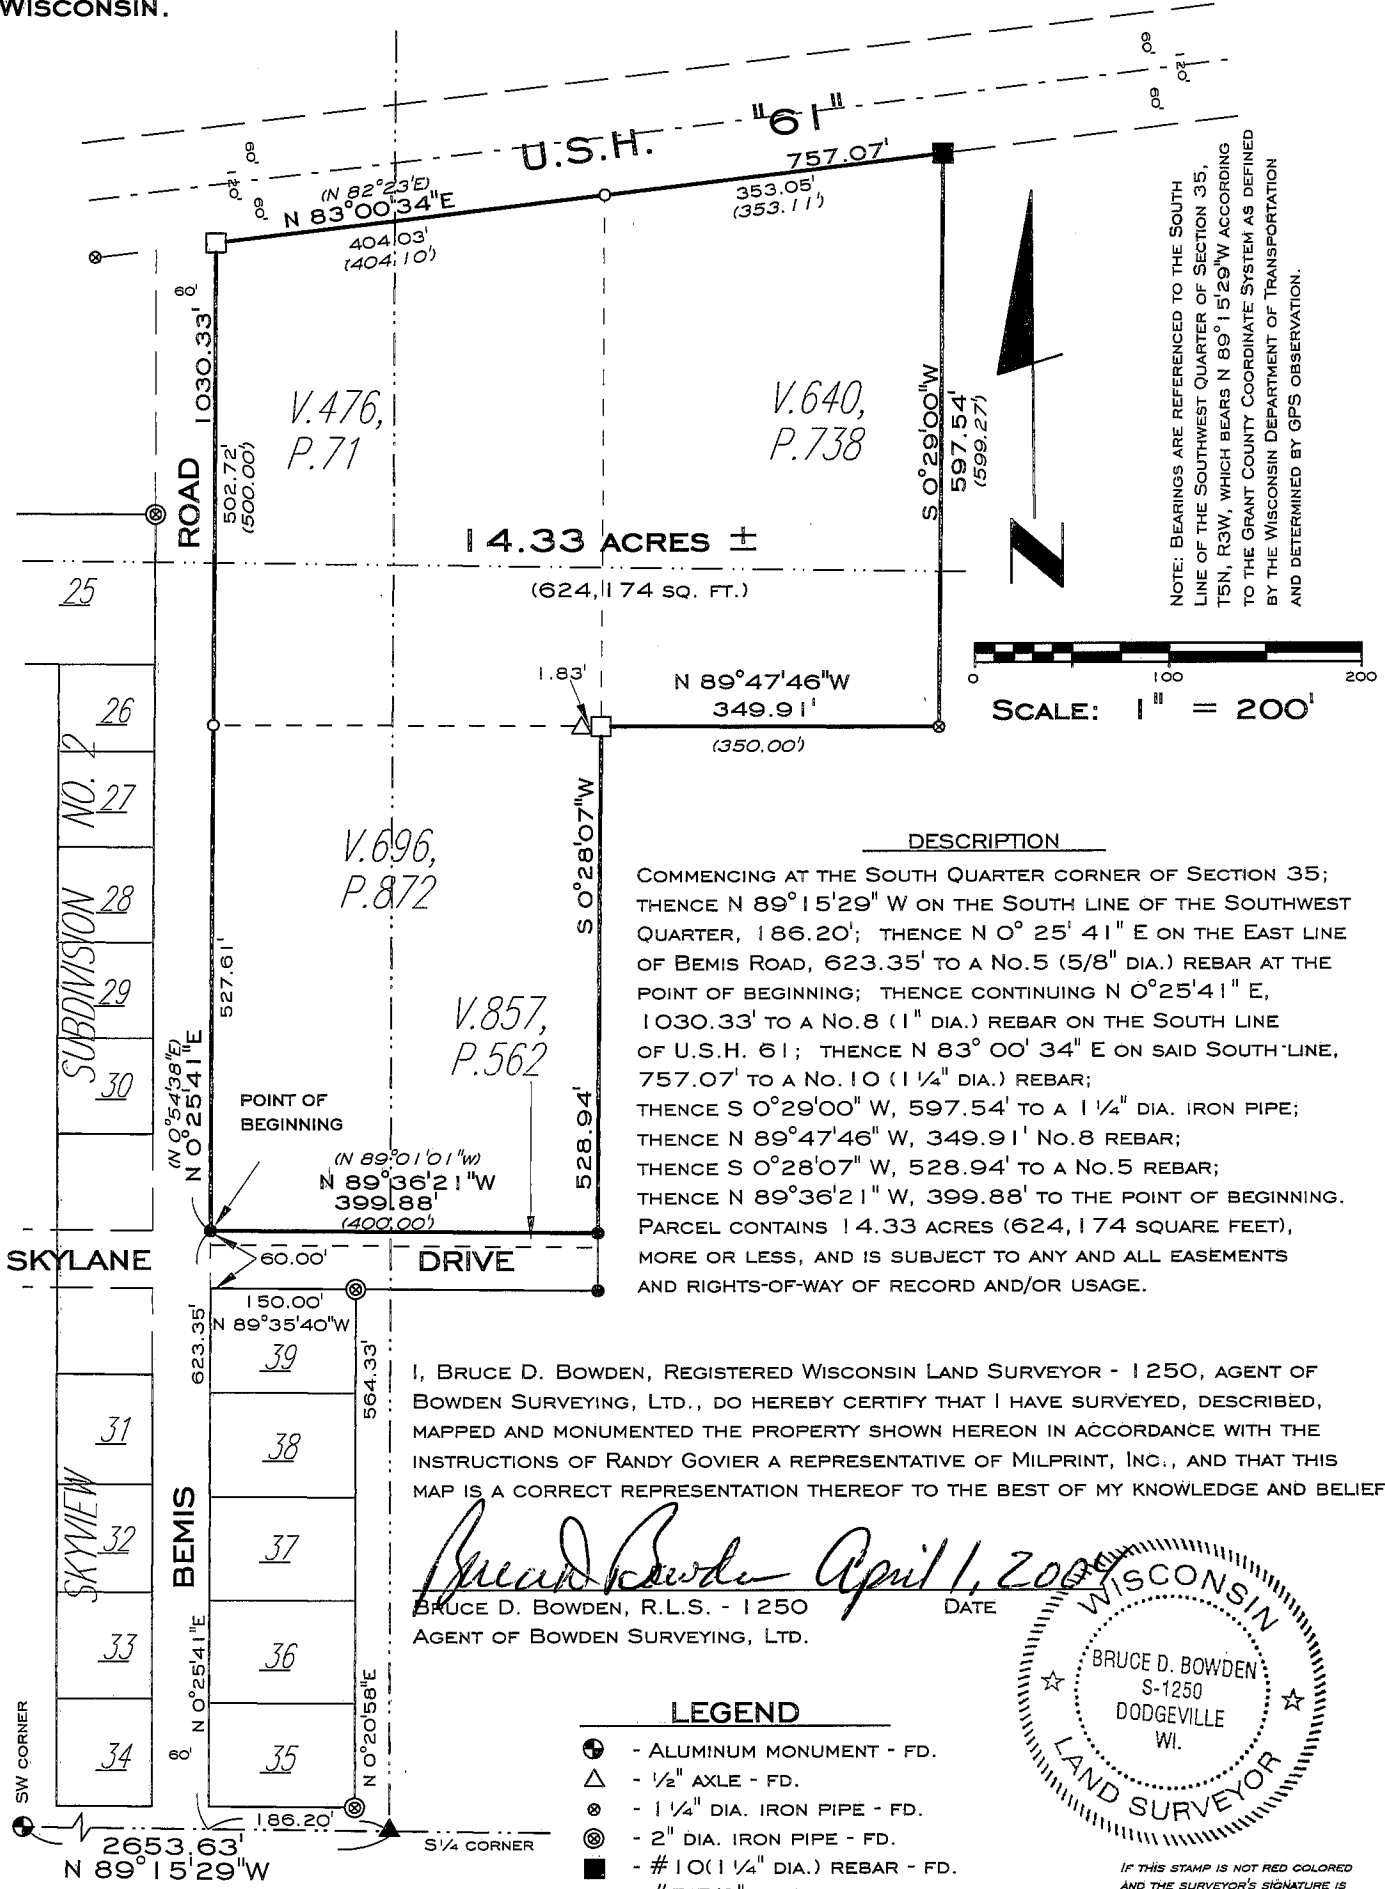 WISCONSIN.
60'
120'
60'
U.S.H. "61"
757.07'
60'
120'
60'
(N 82°23'E)
N 83°00'34"E
404.03'
(404.10')
353.05'
(353.11')
60'
1030.33'
502.72'
(500.00')
ROAD
V.476,
P.71
V.640,
P.738
S 0°29'00"W
597.54'
(599.27')
N
NOTE: BEARINGS ARE REFERENCED TO THE SOUTH
LINE OF THE SOUTHWEST QUARTER OF SECTION 35,
T5N, R3W, WHICH BEARS N 89°15'29"W ACCORDING
TO THE GRANT COUNTY COORDINATE SYSTEM AS DEFINED
BY THE WISCONSIN DEPARTMENT OF TRANSPORTATION
AND DETERMINED BY GPS OBSERVATION.
14.33 ACRES ±
(624,174 SQ. FT.)
25
26
27
28
29
30
SUBDIVISION NO. 2
1.83'
N 89°47'46"W
349.91'
(350.00')
0
100
200
SCALE: 1" = 200'
V.696,
P.872
S 0°28'07"W
528.94'
527.61'
V.857,
P.562
(N 0°54'38"E)
N 0°25'41"E
POINT OF
BEGINNING
(N 89°01'01"W)
N 89°36'21"W
399.88'
(400.00')
DESCRIPTION
COMMENCING AT THE SOUTH QUARTER CORNER OF SECTION 35;
THENCE N 89°15'29" W ON THE SOUTH LINE OF THE SOUTHWEST
QUARTER, 186.20'; THENCE N 0° 25' 41" E ON THE EAST LINE
OF BEMIS ROAD, 623.35' TO A NO.5 (5/8" DIA.) REBAR AT THE
POINT OF BEGINNING; THENCE CONTINUING N 0°25'41" E,
1030.33' TO A NO.8 (1" DIA.) REBAR ON THE SOUTH LINE
OF U.S.H. 61; THENCE N 83° 00' 34" E ON SAID SOUTH LINE,
757.07' TO A NO.10 (1 1/4" DIA.) REBAR;
THENCE S 0°29'00" W, 597.54' TO A 1 1/4" DIA. IRON PIPE;
THENCE N 89°47'46" W, 349.91' NO.8 REBAR;
THENCE S 0°28'07" W, 528.94' TO A NO.5 REBAR;
THENCE N 89°36'21" W, 399.88' TO THE POINT OF BEGINNING.
PARCEL CONTAINS 14.33 ACRES (624,174 SQUARE FEET),
MORE OR LESS, AND IS SUBJECT TO ANY AND ALL EASEMENTS
AND RIGHTS-OF-WAY OF RECORD AND/OR USAGE.
SKYLANE DRIVE
60.00'
150.00'
N 89°35'40"W
623.35'
564.33'
39
38
37
36
35
31
32
33
34
SKYVIEW
BEMIS
N 0°25'41"E
60'
N 0°20'58"E
I, BRUCE D. BOWDEN, REGISTERED WISCONSIN LAND SURVEYOR - 1250, AGENT OF
BOWDEN SURVEYING, LTD., DO HEREBY CERTIFY THAT I HAVE SURVEYED, DESCRIBED,
MAPPED AND MONUMENTED THE PROPERTY SHOWN HEREON IN ACCORDANCE WITH THE
INSTRUCTIONS OF RANDY GOVIER A REPRESENTATIVE OF MILPRINT, INC., AND THAT THIS
MAP IS A CORRECT REPRESENTATION THEREOF TO THE BEST OF MY KNOWLEDGE AND BELIEF
Bruce D. Bowden April 1,
BRUCE D. BOWDEN, R.L.S. - 1250 DATE
AGENT OF BOWDEN SURVEYING, LTD.
WISCONSIN
BRUCE D. BOWDEN
S-1250
DODGEVILLE
WI.
LAND SURVEYOR
SW CORNER
186.20'
2653.63'
N 89°15'29"W
S 1/4 CORNER
LEGEND
- ALUMINUM MONUMENT - FD.
- 1/2" AXLE - FD.
- 1 1/4" DIA. IRON PIPE - FD.
- 2" DIA. IRON PIPE - FD.
- #10(1 1/4" DIA.) REBAR - FD.
IF THIS STAMP IS NOT RED COLORED
AND THE SURVEYOR'S SIGNATURE IS